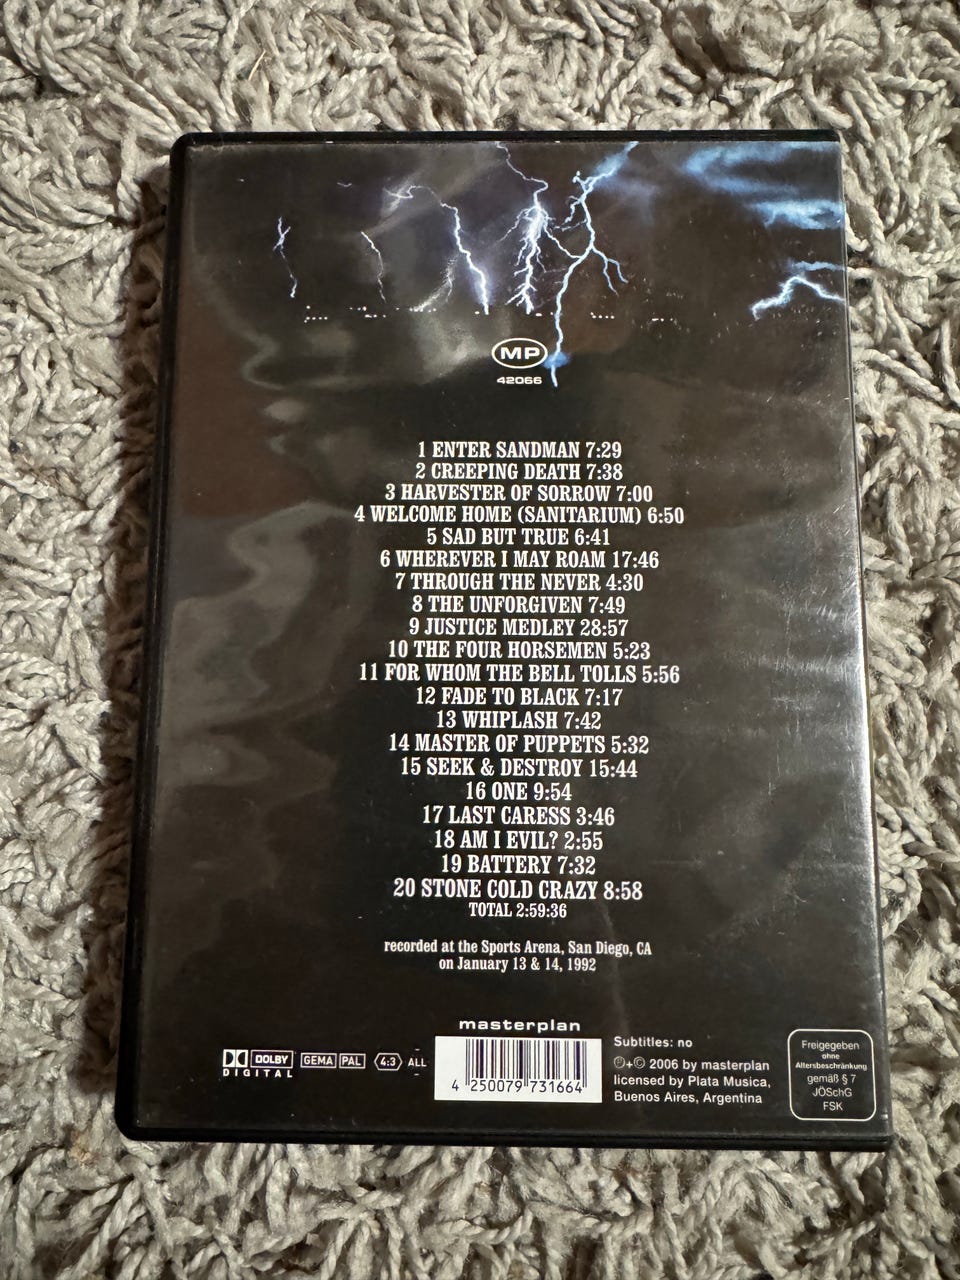 MP
42066
1 ENTER SANDMAN 7:29
2 CREEPING DEATH 7:38
3 HARVESTER OF SORROW 7:00
4 WELCOME HOME (SANITARIUM) 6:50
5 SAD BUT TRUE 6:41
6 WHEREVER I MAY ROAM 17:46
7 THROUGH THE NEVER 4:30
8 THE UNFORGIVEN 7:49
9 JUSTICE MEDLEY 28:57
10 THE FOUR HORSEMEN 5:23
11 FOR WHOM THE BELL TOLLS 5:56
12 FADE TO BLACK 7:17
13 WHIPLASH 7:42
14 MASTER OF PUPPETS 5:32
15 SEEK & DESTROY 15:44
16 ONE 9:54
17 LAST CARESS 3:46
18 AM I EVIL? 2:55
19 BATTERY 7:32
20 STONE COLD CRAZY 8:58
TOTAL 2:59:36
recorded at the Sports Arena, San Diego, CA
on January 13 & 14, 1992
masterplan
DOLBY
DIGITAL
GEMA PAL
4:3 ALL
4 250079 731664
Subtitles: no
℗+© 2006 by masterplan
licensed by Plata Musica,
Buenos Aires, Argentina
Freigegeben
ohne
Altersbeschränkung
gemäß § 7
JÖSchG
FSK